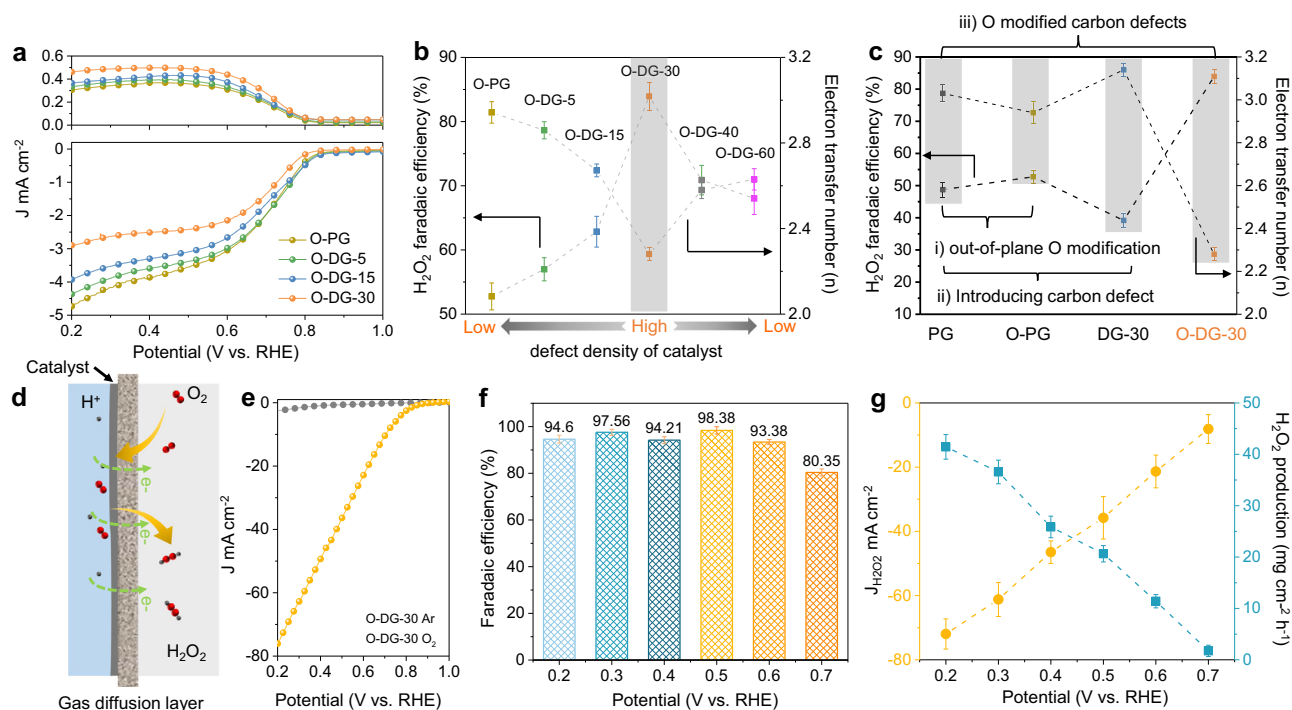 a
0.6
0.4
0.2
0.0
0
-1
-2
-3
-4
-5
J mA cm⁻²
O-PG
O-DG-5
O-DG-15
O-DG-30
0.2 0.4 0.6 0.8 1.0
Potential (V vs. RHE)
b
90
80
70
60
50
H₂O₂ faradaic efficiency (%)
O-PG
O-DG-5
O-DG-15
O-DG-30
O-DG-40
O-DG-60
3.2
3.0
2.8
2.6
2.4
2.2
2.0
Electron transfer number (n)
Low High Low
defect density of catalyst
c
iii) O modified carbon defects
90
80
70
60
50
40
30
20
10
H₂O₂ faradaic efficiency (%)
i) out-of-plane O modification
ii) Introducing carbon defect
3.2
3.0
2.8
2.6
2.4
2.2
2.0
Electron transfer number (n)
PG O-PG DG-30 O-DG-30
d
Catalyst
H⁺
O₂
e-
e-
e-
H₂O₂
Gas diffusion layer
e
0
-20
-40
-60
-80
J mA cm⁻²
O-DG-30 Ar
O-DG-30 O₂
0.2 0.4 0.6 0.8 1.0
Potential (V vs. RHE)
f
100
80
60
40
20
0
Faradaic efficiency (%)
94.6
97.56
94.21
98.38
93.38
80.35
0.2 0.3 0.4 0.5 0.6 0.7
Potential (V vs. RHE)
g
0
-20
-40
-60
-80
J_H2O2 mA cm⁻²
50
40
30
20
10
0
H₂O₂ production (mg cm⁻² h⁻¹)
0.2 0.3 0.4 0.5 0.6 0.7
Potential (V vs. RHE)